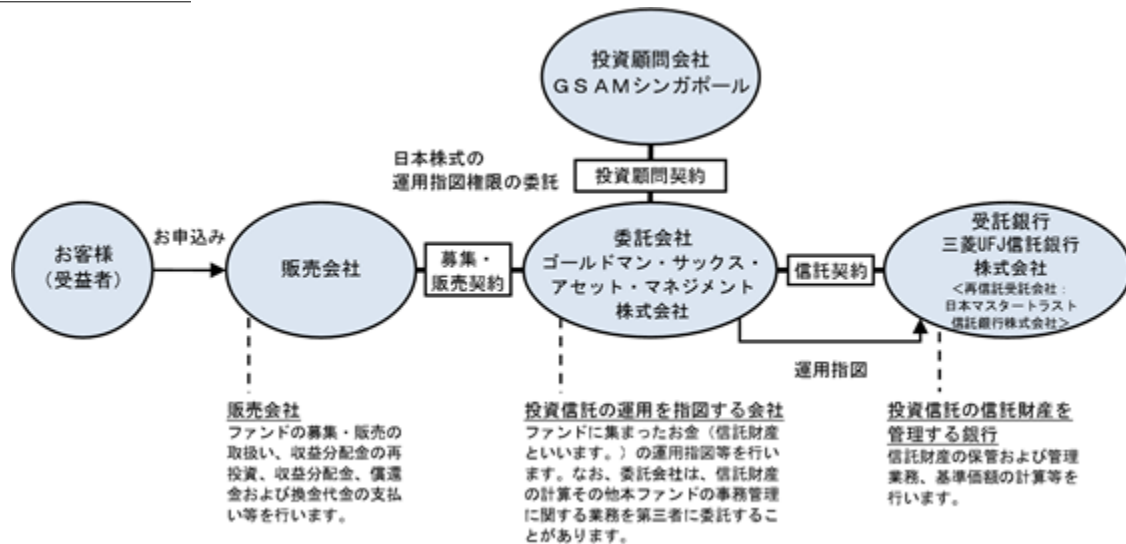 投資顧問会社
GSAMシンガポール
日本株式の
運用指図権限の委託
投資顧問契約
お客様
(受益者)
お申込み
販売会社
募集・
販売契約
委託会社
ゴールドマン・サックス・
アセット・マネジメント
株式会社
信託契約
受託銀行
三菱UFJ信託銀行
株式会社
<再信託受託会社:
日本マスタートラスト
信託銀行株式会社>
運用指図
販売会社
ファンドの募集・販売の
取扱い、収益分配金の再
投資、収益分配金、償還
金および換金代金の支払
い等を行います。
投資信託の運用を指図する会社
ファンドに集まったお金(信託財産
といいます。)の運用指図等を行い
ます。なお、委託会社は、信託財産
の計算その他本ファンドの事務管理
に関する業務を第三者に委託するこ
とがあります。
投資信託の信託財産を
管理する銀行
信託財産の保管および管理
業務、基準価額の計算等を
行います。